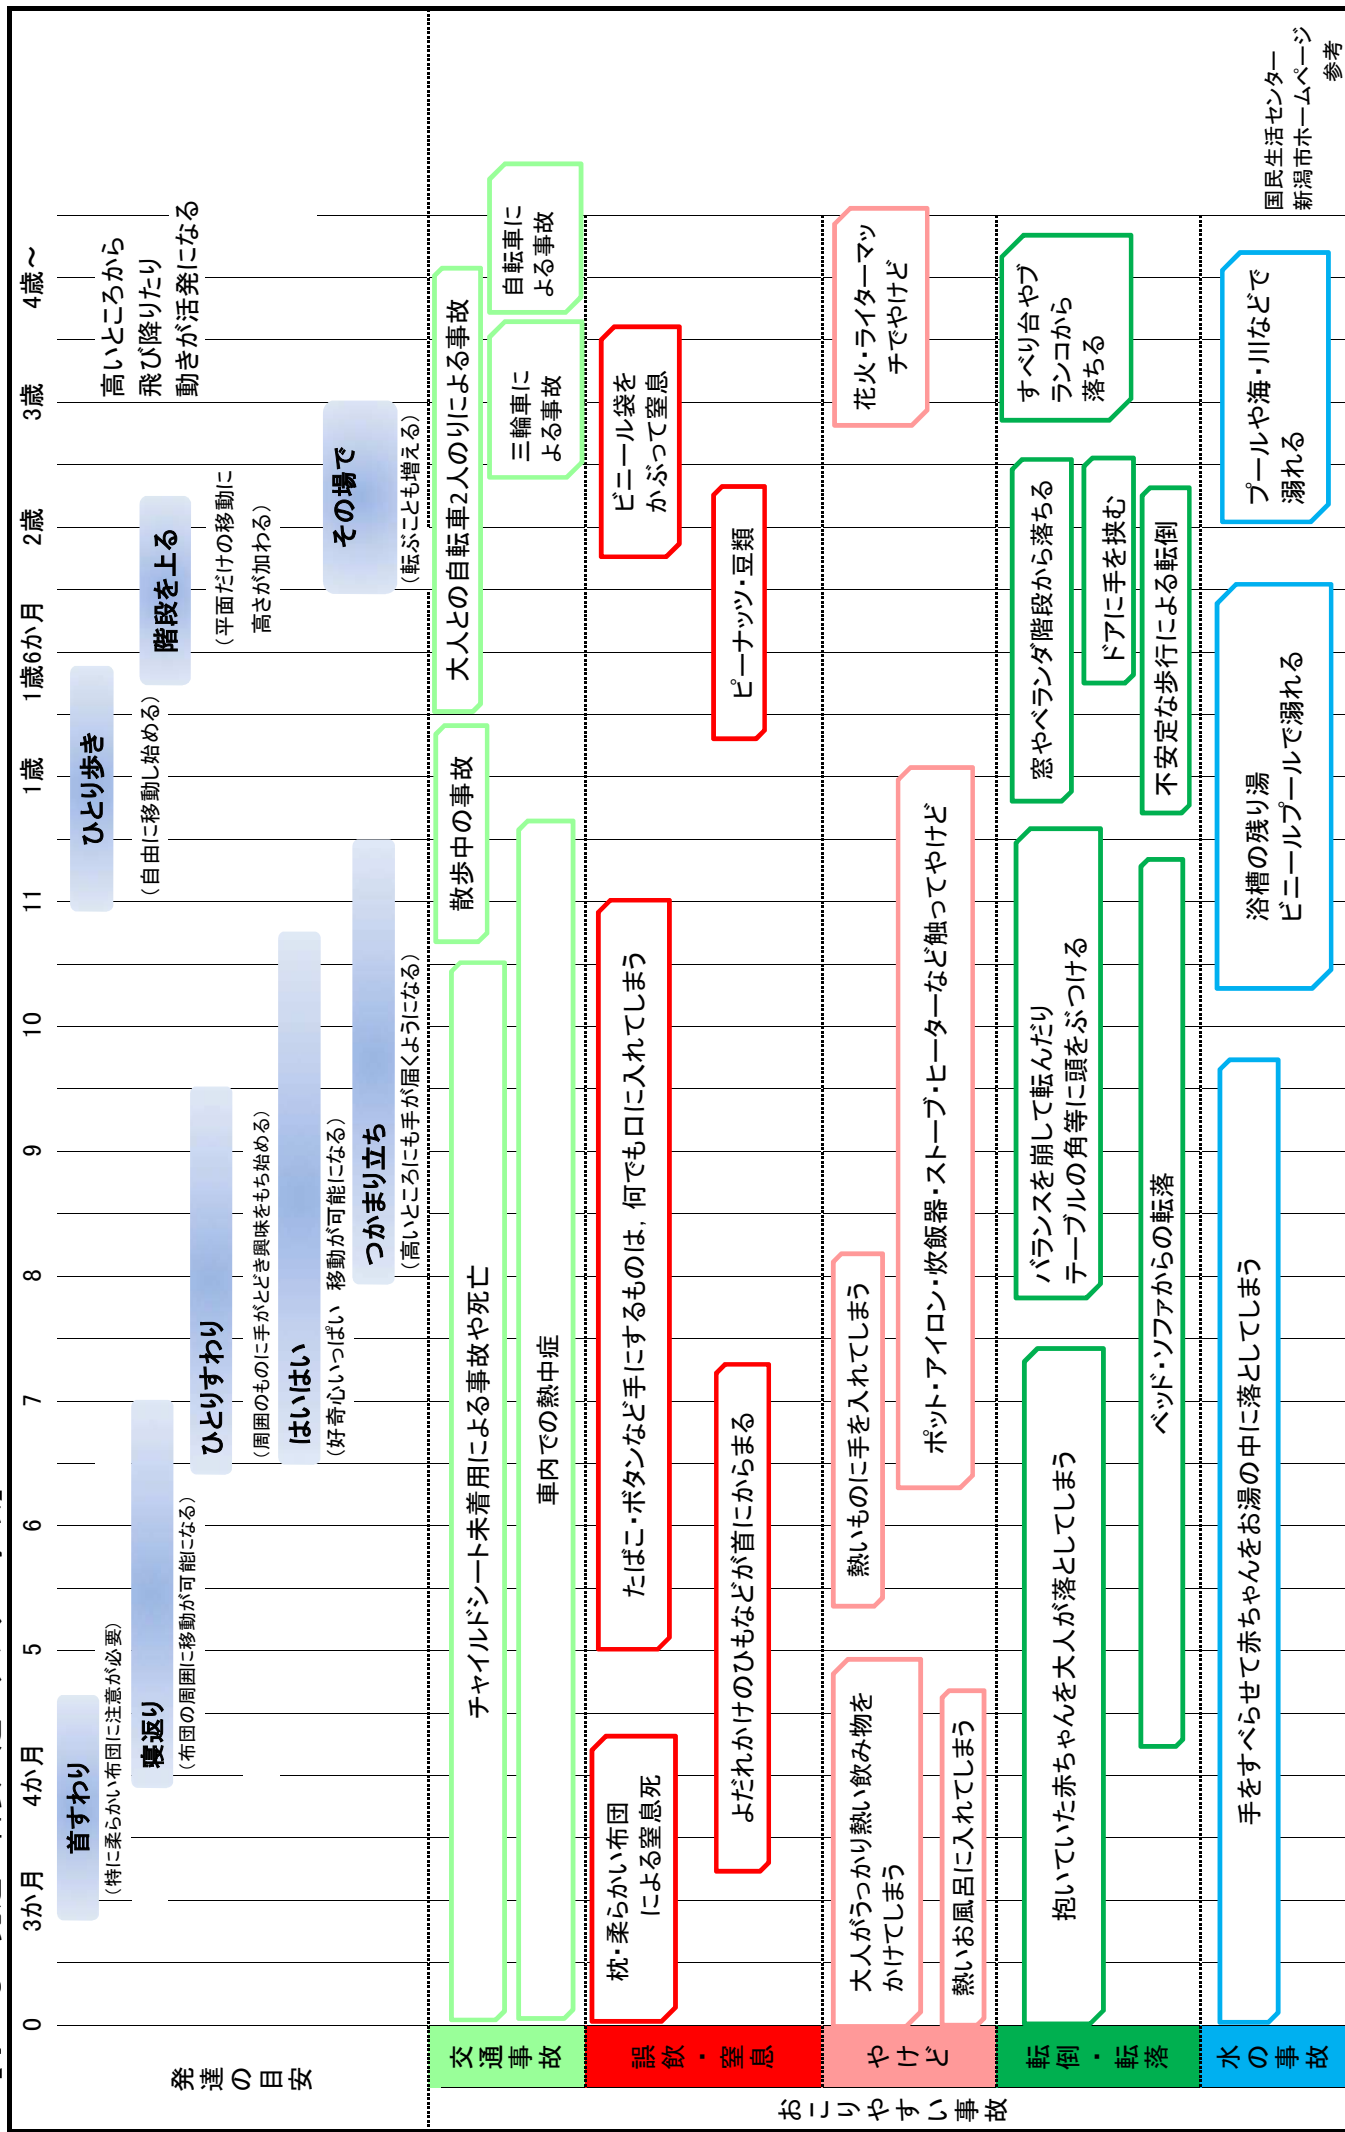 0
3か月
4か月
5
6
7
8
9
10
11
1歳
1歳6か月
2歳
3歳
4歳～
発達の目安
首すわり
(特に柔らかい布団に注意が必要)
寝返り
(布団の周囲に移動が可能になる)
ひとりすわり
(周囲のものに手がとどき興味をもち始める)
はいはい
(好奇心いっぱい　移動が可能になる)
つかまり立ち
(高いところにも手が届くようになる)
ひとり歩き
(自由に移動し始める)
階段を上る
(平面だけの移動に
高さが加わる)
その場で
(転ぶことも増える)
高いところから
飛び降りたり
動きが活発になる
おこりやすい事故
交通事故
チャイルドシート未着用による事故や死亡
車内での熱中症
散歩中の事故
大人との自転車2人のりによる事故
三輪車に
よる事故
自転車に
よる事故
誤飲・窒息
枕・柔らかい布団
による窒息死
よだれかけのひもなどが首にからまる
たばこ・ボタンなど手にするものは，何でも口に入れてしまう
ピーナッツ・豆類
ビニール袋を
かぶって窒息
やけど
大人がうっかり熱い飲み物を
かけてしまう
熱いお風呂に入れてしまう
熱いものに手を入れてしまう
ポット・アイロン・炊飯器・ストーブ・ヒーターなど触ってやけど
花火・ライターマッ
チでやけど
転倒・転落
抱いていた赤ちゃんを大人が落としてしまう
ベッド・ソファからの転落
バランスを崩して転んだり
テーブルの角等に頭をぶつける
窓やベランダ階段から落ちる
ドアに手を挟む
不安定な歩行による転倒
すべり台やブ
ランコから
落ちる
水の事故
手をすべらせて赤ちゃんをお湯の中に落としてしまう
浴槽の残り湯
ビニールプールで溺れる
プールや海・川などで
溺れる
国民生活センター
新潟市ホームページ
参考